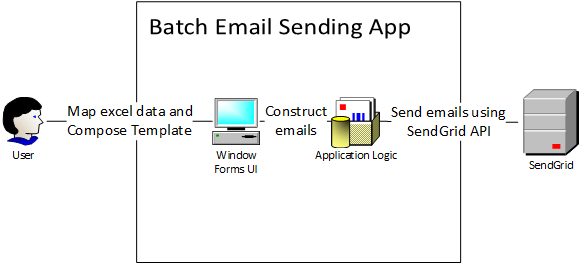 Batch Email Sending App
Map excel data and
Compose Template
Construct
emails
Send emails using
SendGrid API
User
Window
Forms UI
Application Logic
SendGrid